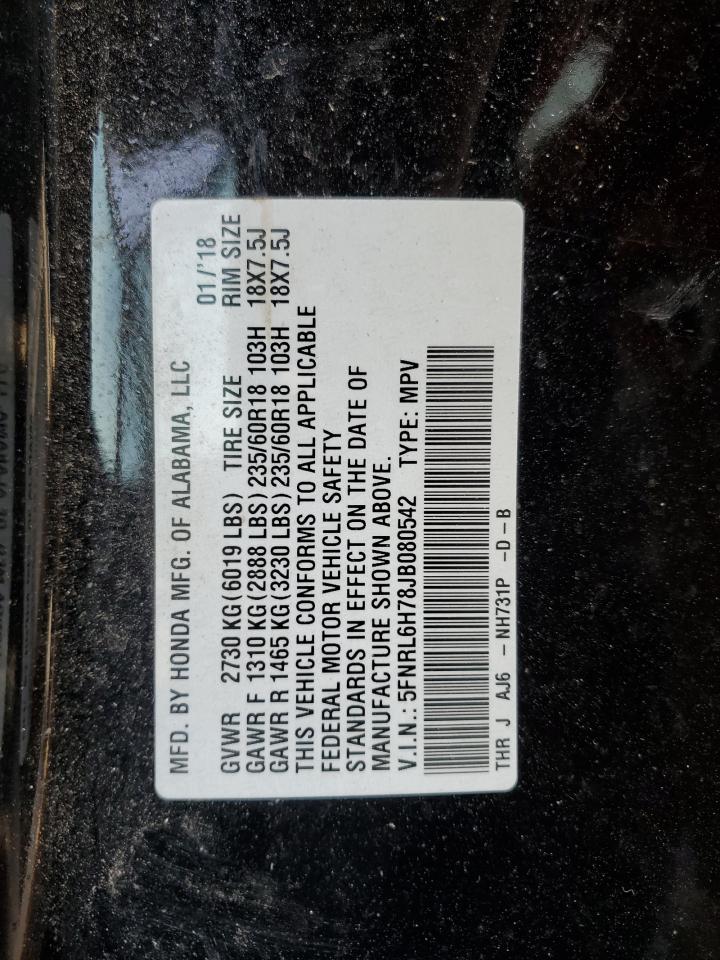 MFD. BY HONDA MFG. OF ALABAMA, LLC
01/'18
GVWR 2730 KG(6019 LBS) TIRE SIZE RIM SIZE
GAWR F 1310 KG(2888 LBS)235/60R18 103H 18X7.5J
GAWR R 1465 KG(3230 LBS)235/60R18 103H 18X7.5J
THIS VEHICLE CONFORMS TO ALL APPLICABLE
FEDERAL MOTOR VEHICLE SAFETY
STANDARDS IN EFFECT ON THE DATE OF
MANUFACTURE SHOWN ABOVE.
V.I.N.: 5FNRL6H78JB080542 TYPE: MPV
THR J AJ6 -NH731P -D-B